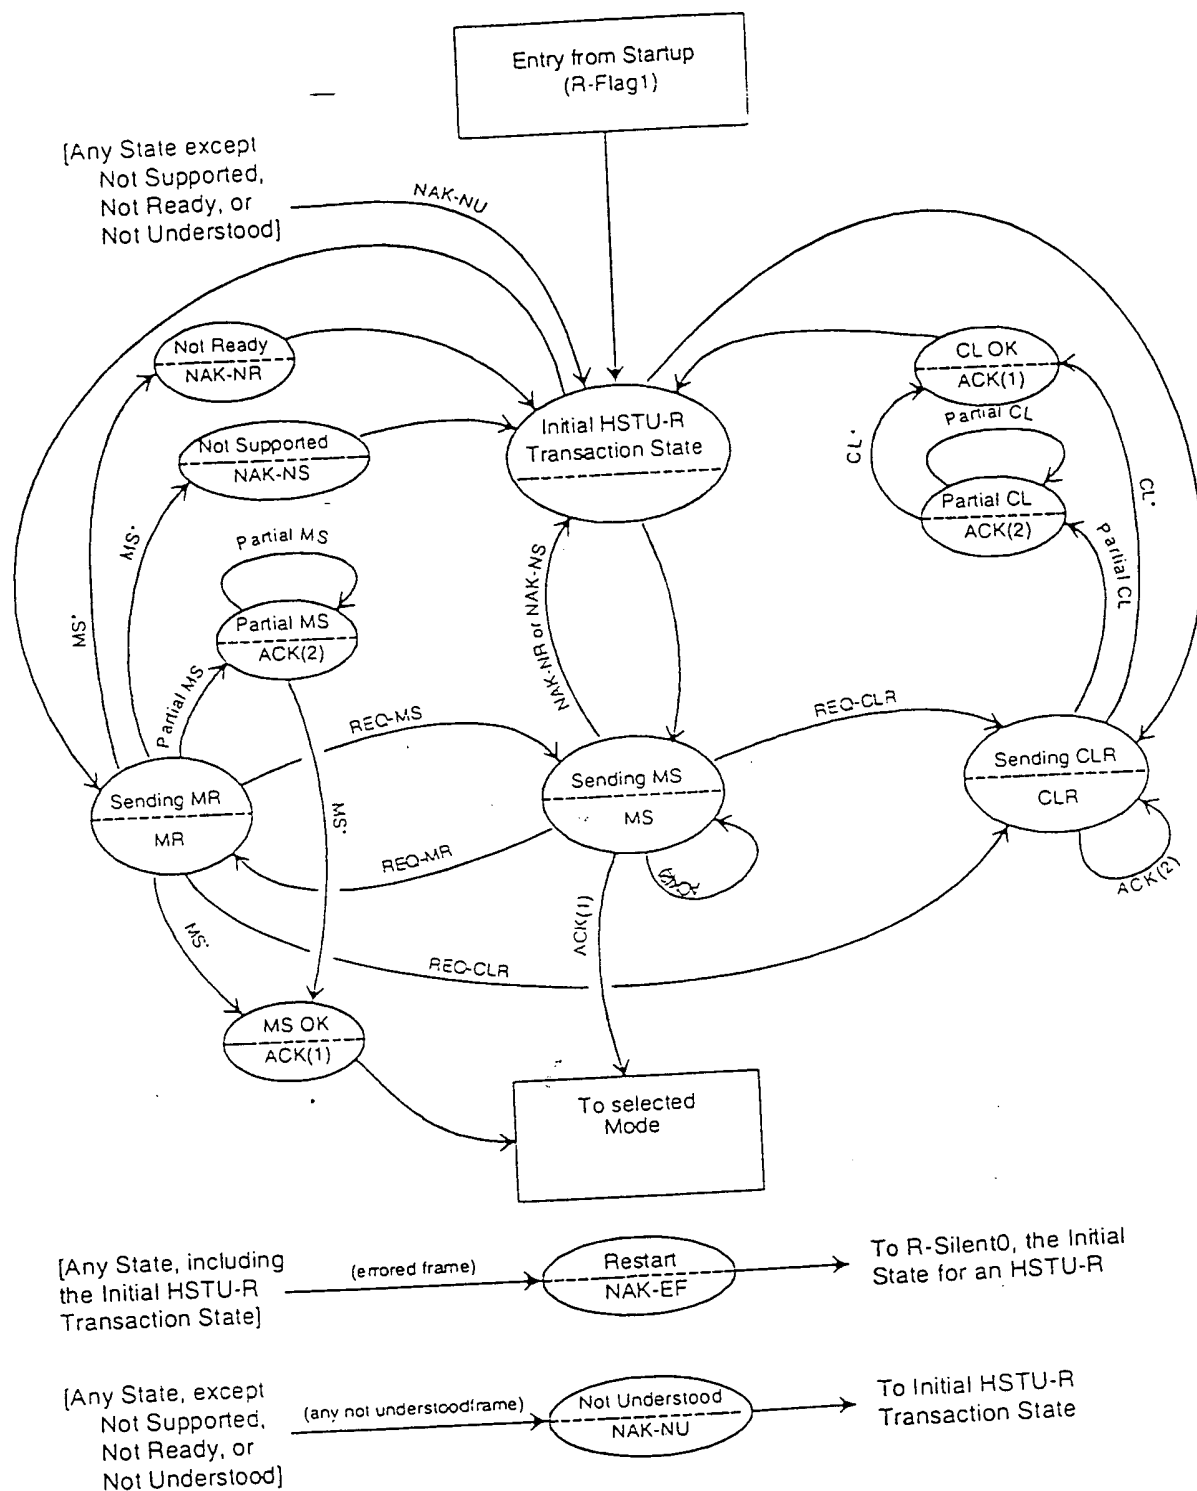 Entry from Startup
(R-Flag1)
[Any State except
Not Supported,
Not Ready, or
Not Understood]
NAK-NU
Not Ready
NAK-NR
CL OK
ACK(1)
Initial HSTU-R
Transaction State
Not Supported
NAK-NS
Partial CL
CL*
Partial CL
ACK(2)
CL*
Partial CL
MS*
MS*
Partial MS
Partial MS
ACK(2)
Partial MS
NAK-NR or NAK-NS
REQ-MS
REQ-CLR
Sending MR
MR
Sending MS
MS
Sending CLR
CLR
MS*
REQ-MR
ACK(2)
ACK(1)
MS*
REQ-CLR
MS OK
ACK(1)
To selected
Mode
[Any State, including
the Initial HSTU-R
Transaction State]
(errored frame)
Restart
NAK-EF
To R-Silent0, the Initial
State for an HSTU-R
[Any State, except
Not Supported,
Not Ready, or
Not Understood]
(any not understoodframe)
Not Understood
NAK-NU
To Initial HSTU-R
Transaction State